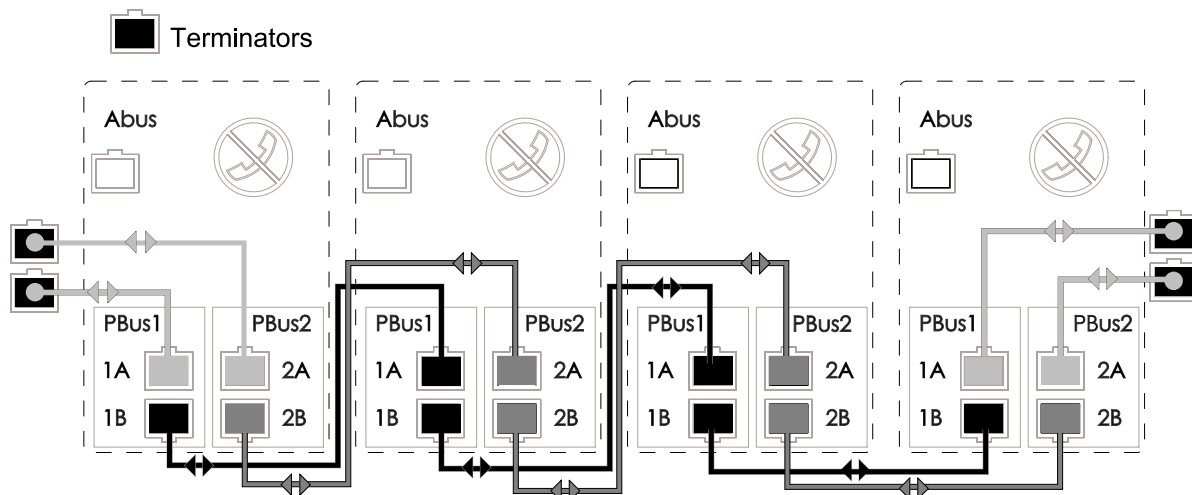 Terminators
Abus Abus Abus Abus
PBus1 PBus2 PBus1 PBus2 PBus1 PBus2 PBus1 PBus2
1A 2A 1A 2A 1A 2A 1A 2A
1B 2B 1B 2B 1B 2B 1B 2B